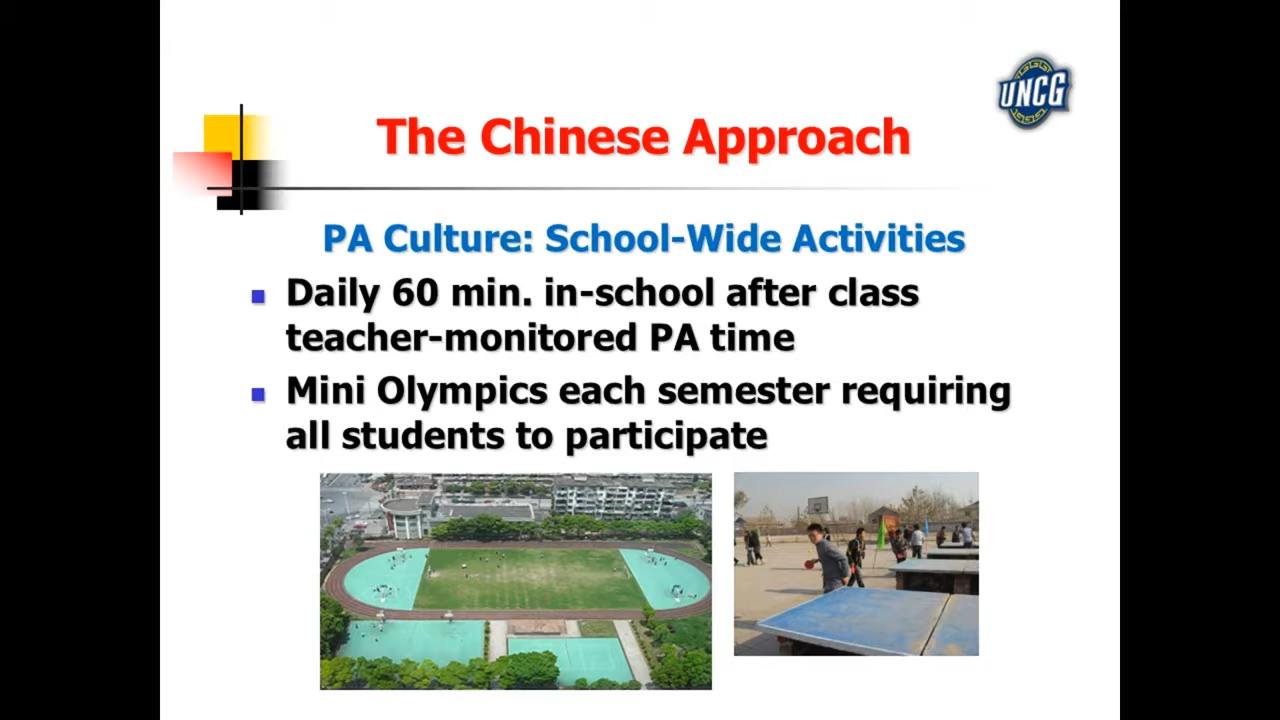 UNCG
The Chinese Approach
PA Culture: School-Wide Activities
Daily 60 min. in-school after class
teacher-monitored PA time
Mini Olympics each semester requiring
all students to participate